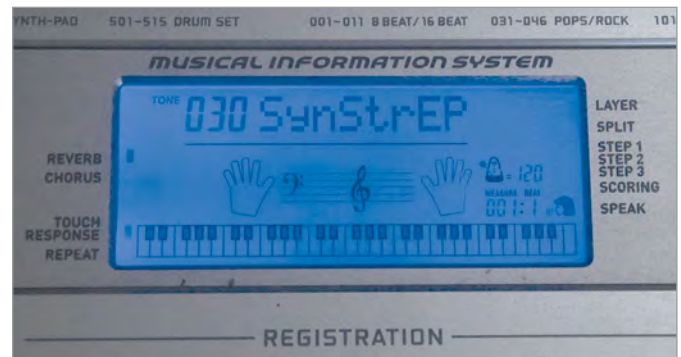 YNTH-PAD 501-515 DRUM SET 001-011 8 BEAT/16 BEAT 031-046 POPS/ROCK 101
MUSICAL INFORMATION SYSTEM
TONE 030 SynStrEP
REVERB
CHORUS
TOUCH
RESPONSE
REPEAT
= 120
MEASURE BEAT
001:1
LAYER
SPLIT
STEP 1
STEP 2
STEP 3
SCORING
SPEAK
REGISTRATION